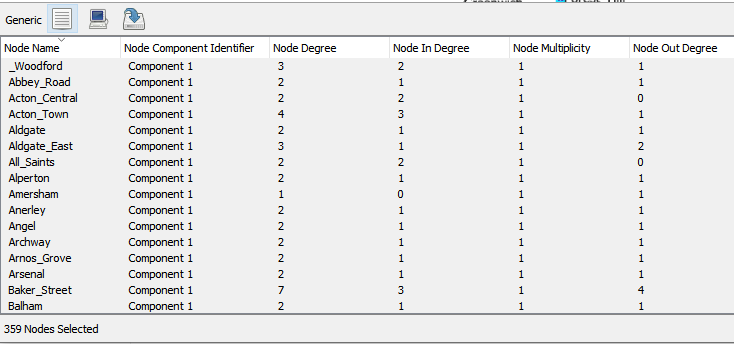 Generic
Node Name Node Component Identifier Node Degree Node In Degree Node Multiplicity Node Out Degree
_Woodford Component 1 3 2 1 1
Abbey_Road Component 1 2 1 1 1
Acton_Central Component 1 2 2 1 0
Acton_Town Component 1 4 3 1 1
Aldgate Component 1 2 1 1 1
Aldgate_East Component 1 3 1 1 2
All_Saints Component 1 2 2 1 0
Alperton Component 1 2 1 1 1
Amersham Component 1 1 0 1 1
Anerley Component 1 2 1 1 1
Angel Component 1 2 1 1 1
Archway Component 1 2 1 1 1
Arnos_Grove Component 1 2 1 1 1
Arsenal Component 1 2 1 1 1
Baker_Street Component 1 7 3 1 4
Balham Component 1 2 1 1 1
359 Nodes Selected